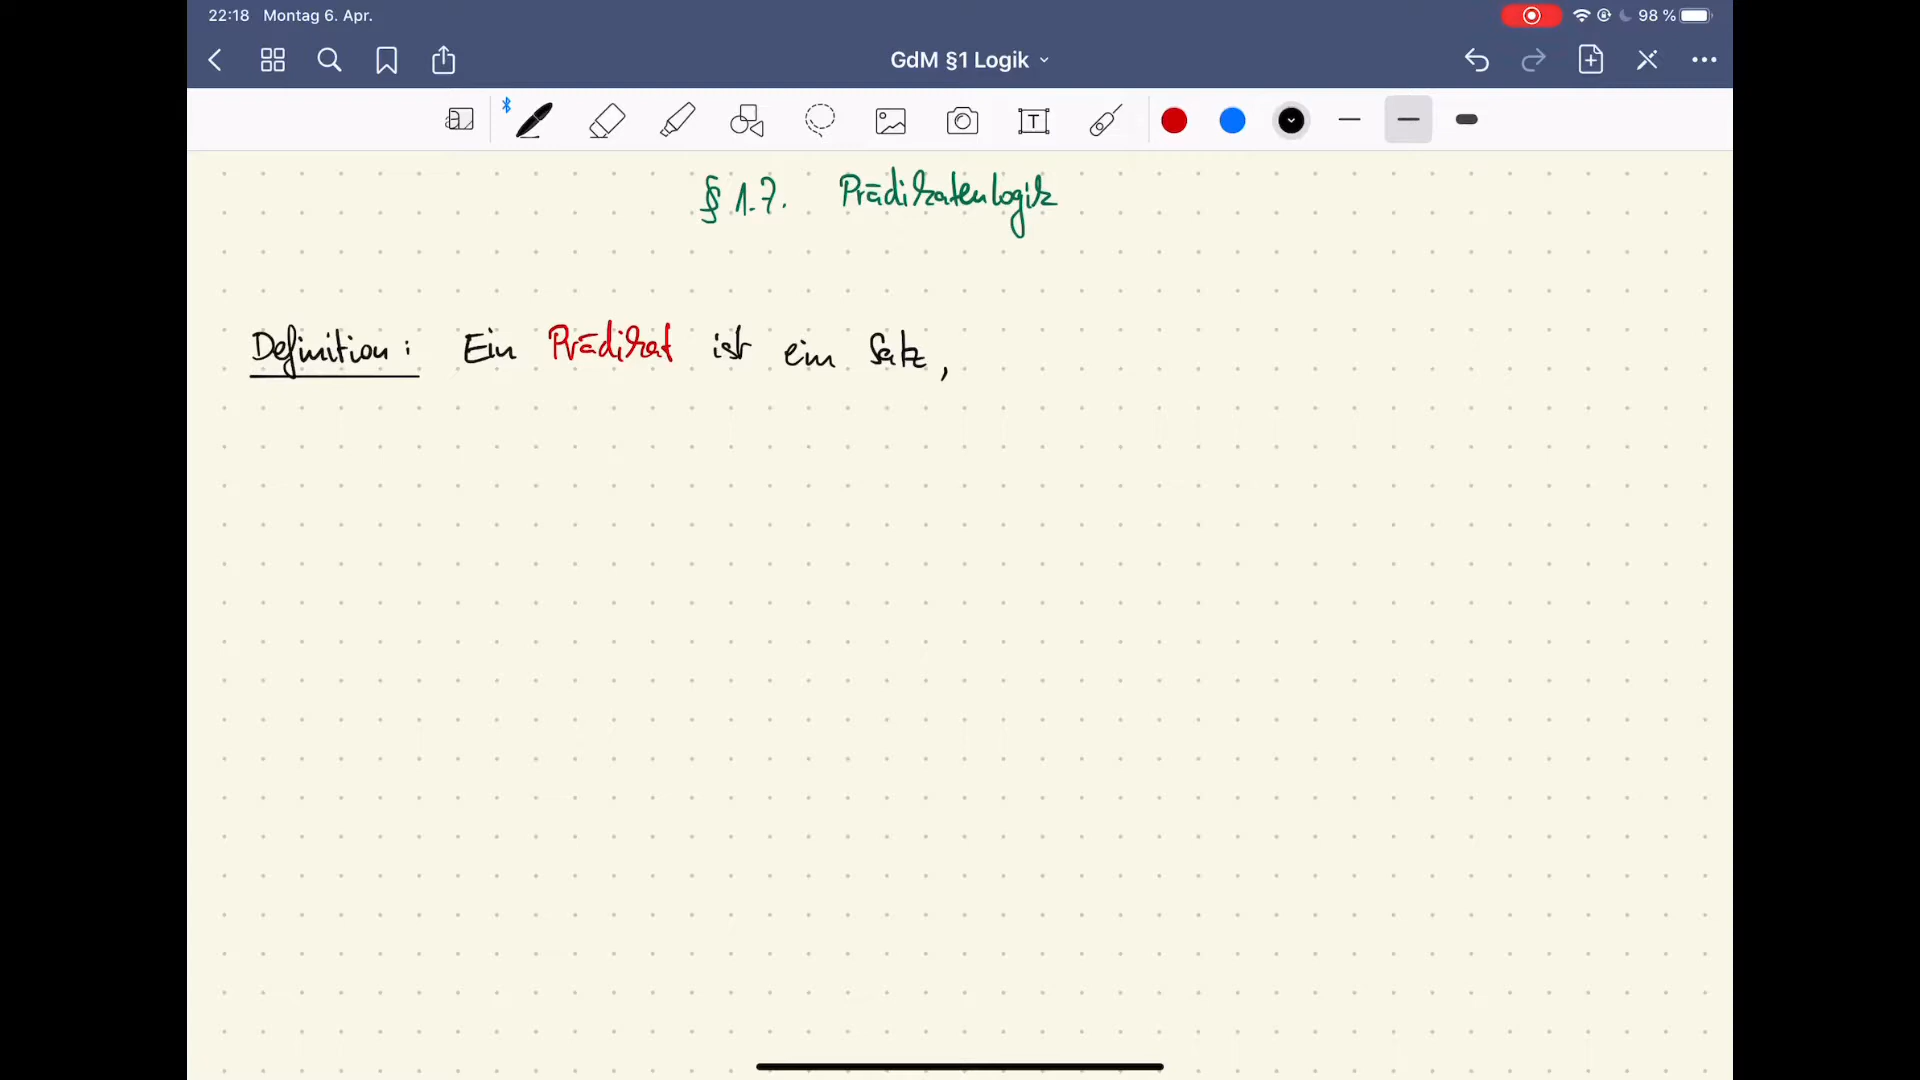 22:18 Montag 6. Apr. 98 %
GdM §1 Logik
T
§ 1.7. Prädikatenlogik
Definition: Ein Prädikat ist ein Satz,